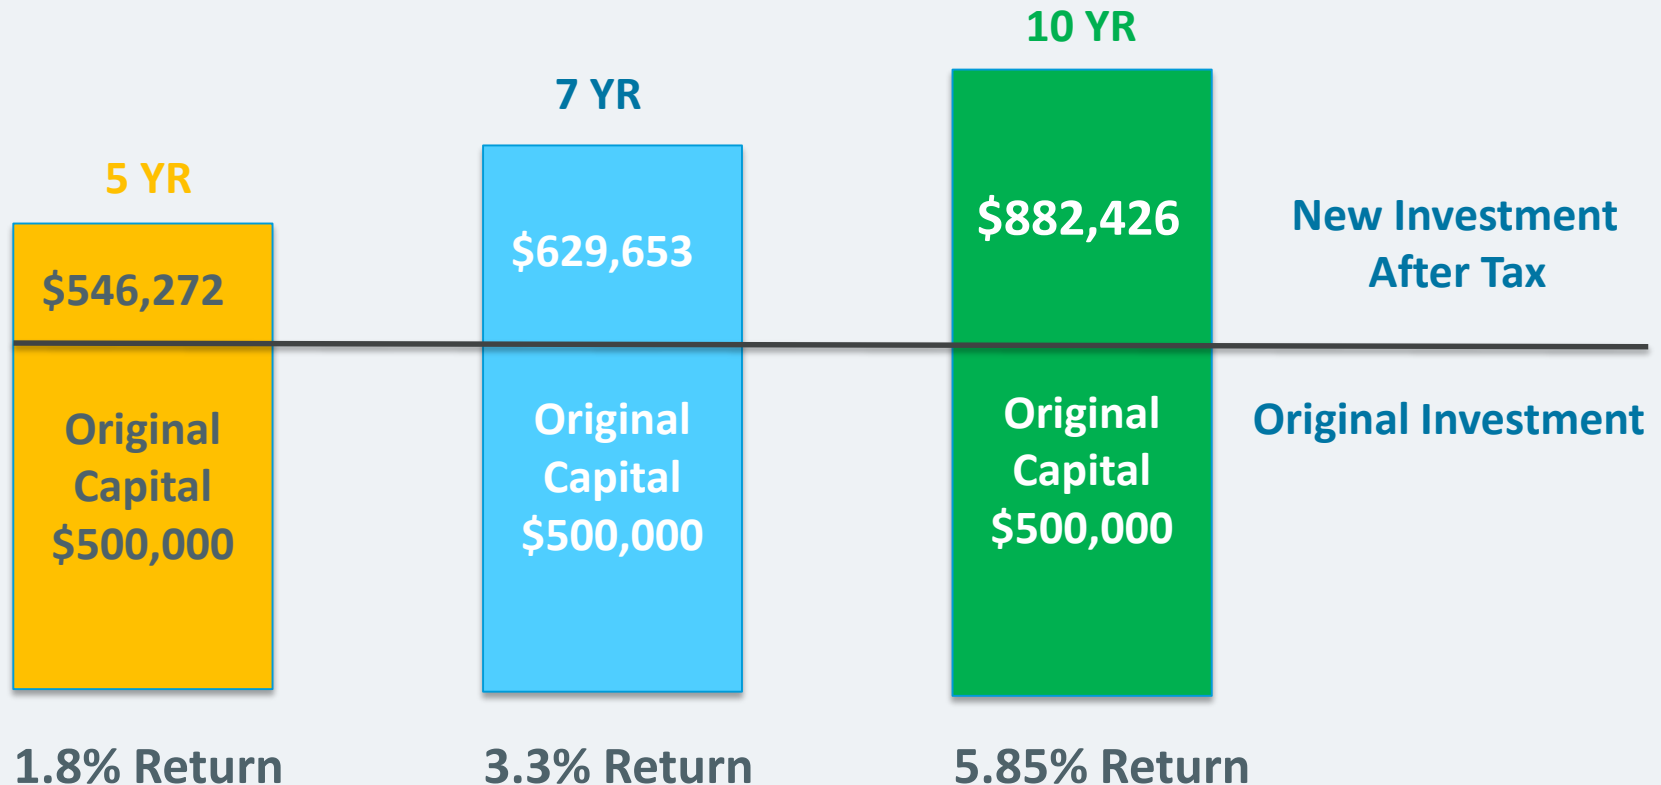 5 YR
$546,272
Original
Capital
$500,000
1.8% Return
7 YR
$629,653
Original
Capital
$500,000
3.3% Return
10 YR
$882,426
Original
Capital
$500,000
5.85% Return
New Investment
After Tax
Original Investment